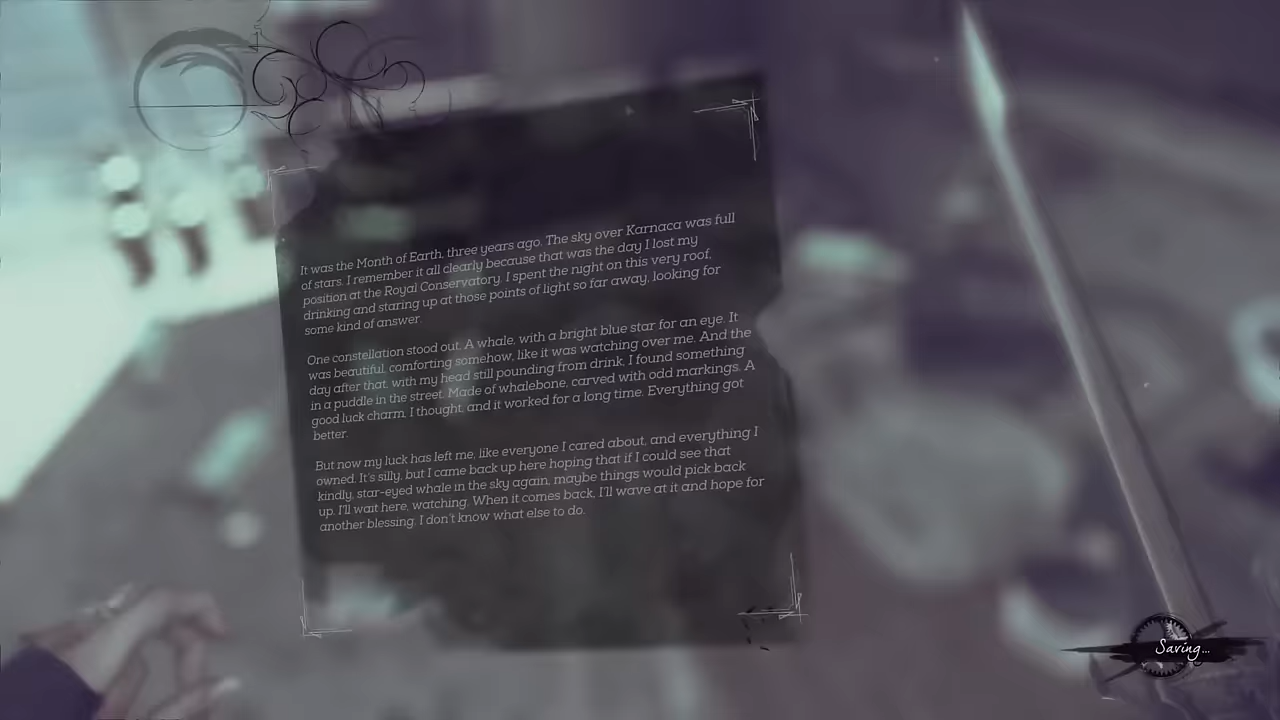 It was the Month of Earth, three years ago. The sky over Karnaca was full
of stars. I remember it all clearly because that was the day I lost my
position at the Royal Conservatory. I spent the night on this very roof,
drinking and staring up at those points of light so far away, looking for
some kind of answer.
One constellation stood out. A whale, with a bright blue star for an eye. It
was beautiful, comforting somehow, like it was watching over me. And the
day after that, with my head still pounding from drink, I found something
in a puddle in the street. Made of whalebone, carved with odd markings. A
good luck charm, I thought, and it worked for a long time. Everything got
better.
But now my luck has left me, like everyone I cared about, and everything I
owned. It's silly, but I came back up here hoping that if I could see that
kindly, star-eyed whale in the sky again, maybe things would pick back
up. I'll wait here, watching. When it comes back, I'll wave at it and hope for
another blessing. I don't know what else to do.
Saving...